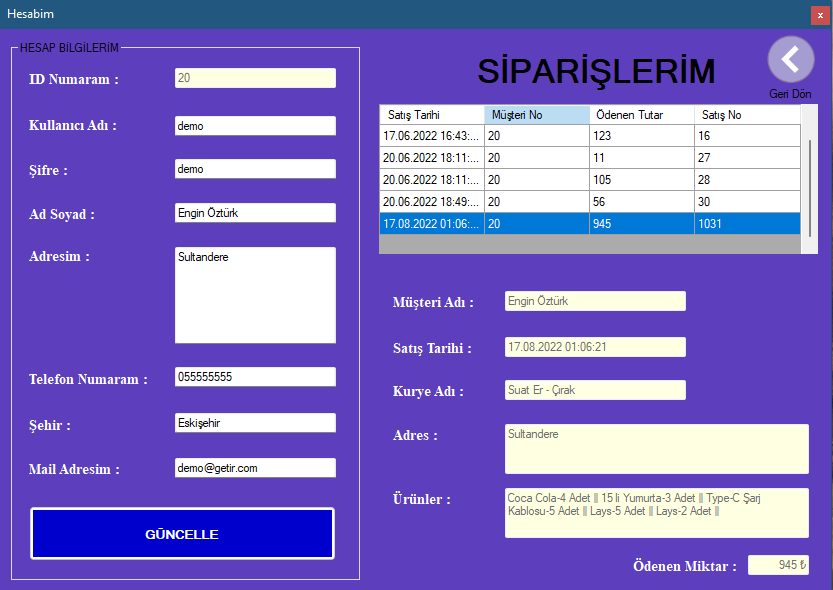 Hesabim
x
HESAP BİLGİLERİM
ID Numaram :
20
Kullanıcı Adı :
demo
Şifre :
demo
Ad Soyad :
Engin Öztürk
Adresim :
Sultandere
Telefon Numaram :
055555555
Şehir :
Eskişehir
Mail Adresim :
demo@getir.com
GÜNCELLE
SİPARİŞLERİM
Geri Dön
Satış Tarihi Müşteri No Ödenen Tutar Satış No
17.06.2022 16:43:... 20 123 16
20.06.2022 18:11:... 20 11 27
20.06.2022 18:11:... 20 105 28
20.06.2022 18:49:... 20 56 30
17.08.2022 01:06:... 20 945 1031
Müşteri Adı :
Engin Öztürk
Satış Tarihi :
17.08.2022 01:06:21
Kurye Adı :
Suat Er - Çırak
Adres :
Sultandere
Ürünler :
Coca Cola-4 Adet || 15 li Yumurta-3 Adet || Type-C Şarj
Kablosu-5 Adet || Lays-5 Adet || Lays-2 Adet ||
Ödenen Miktar :
945 ₺